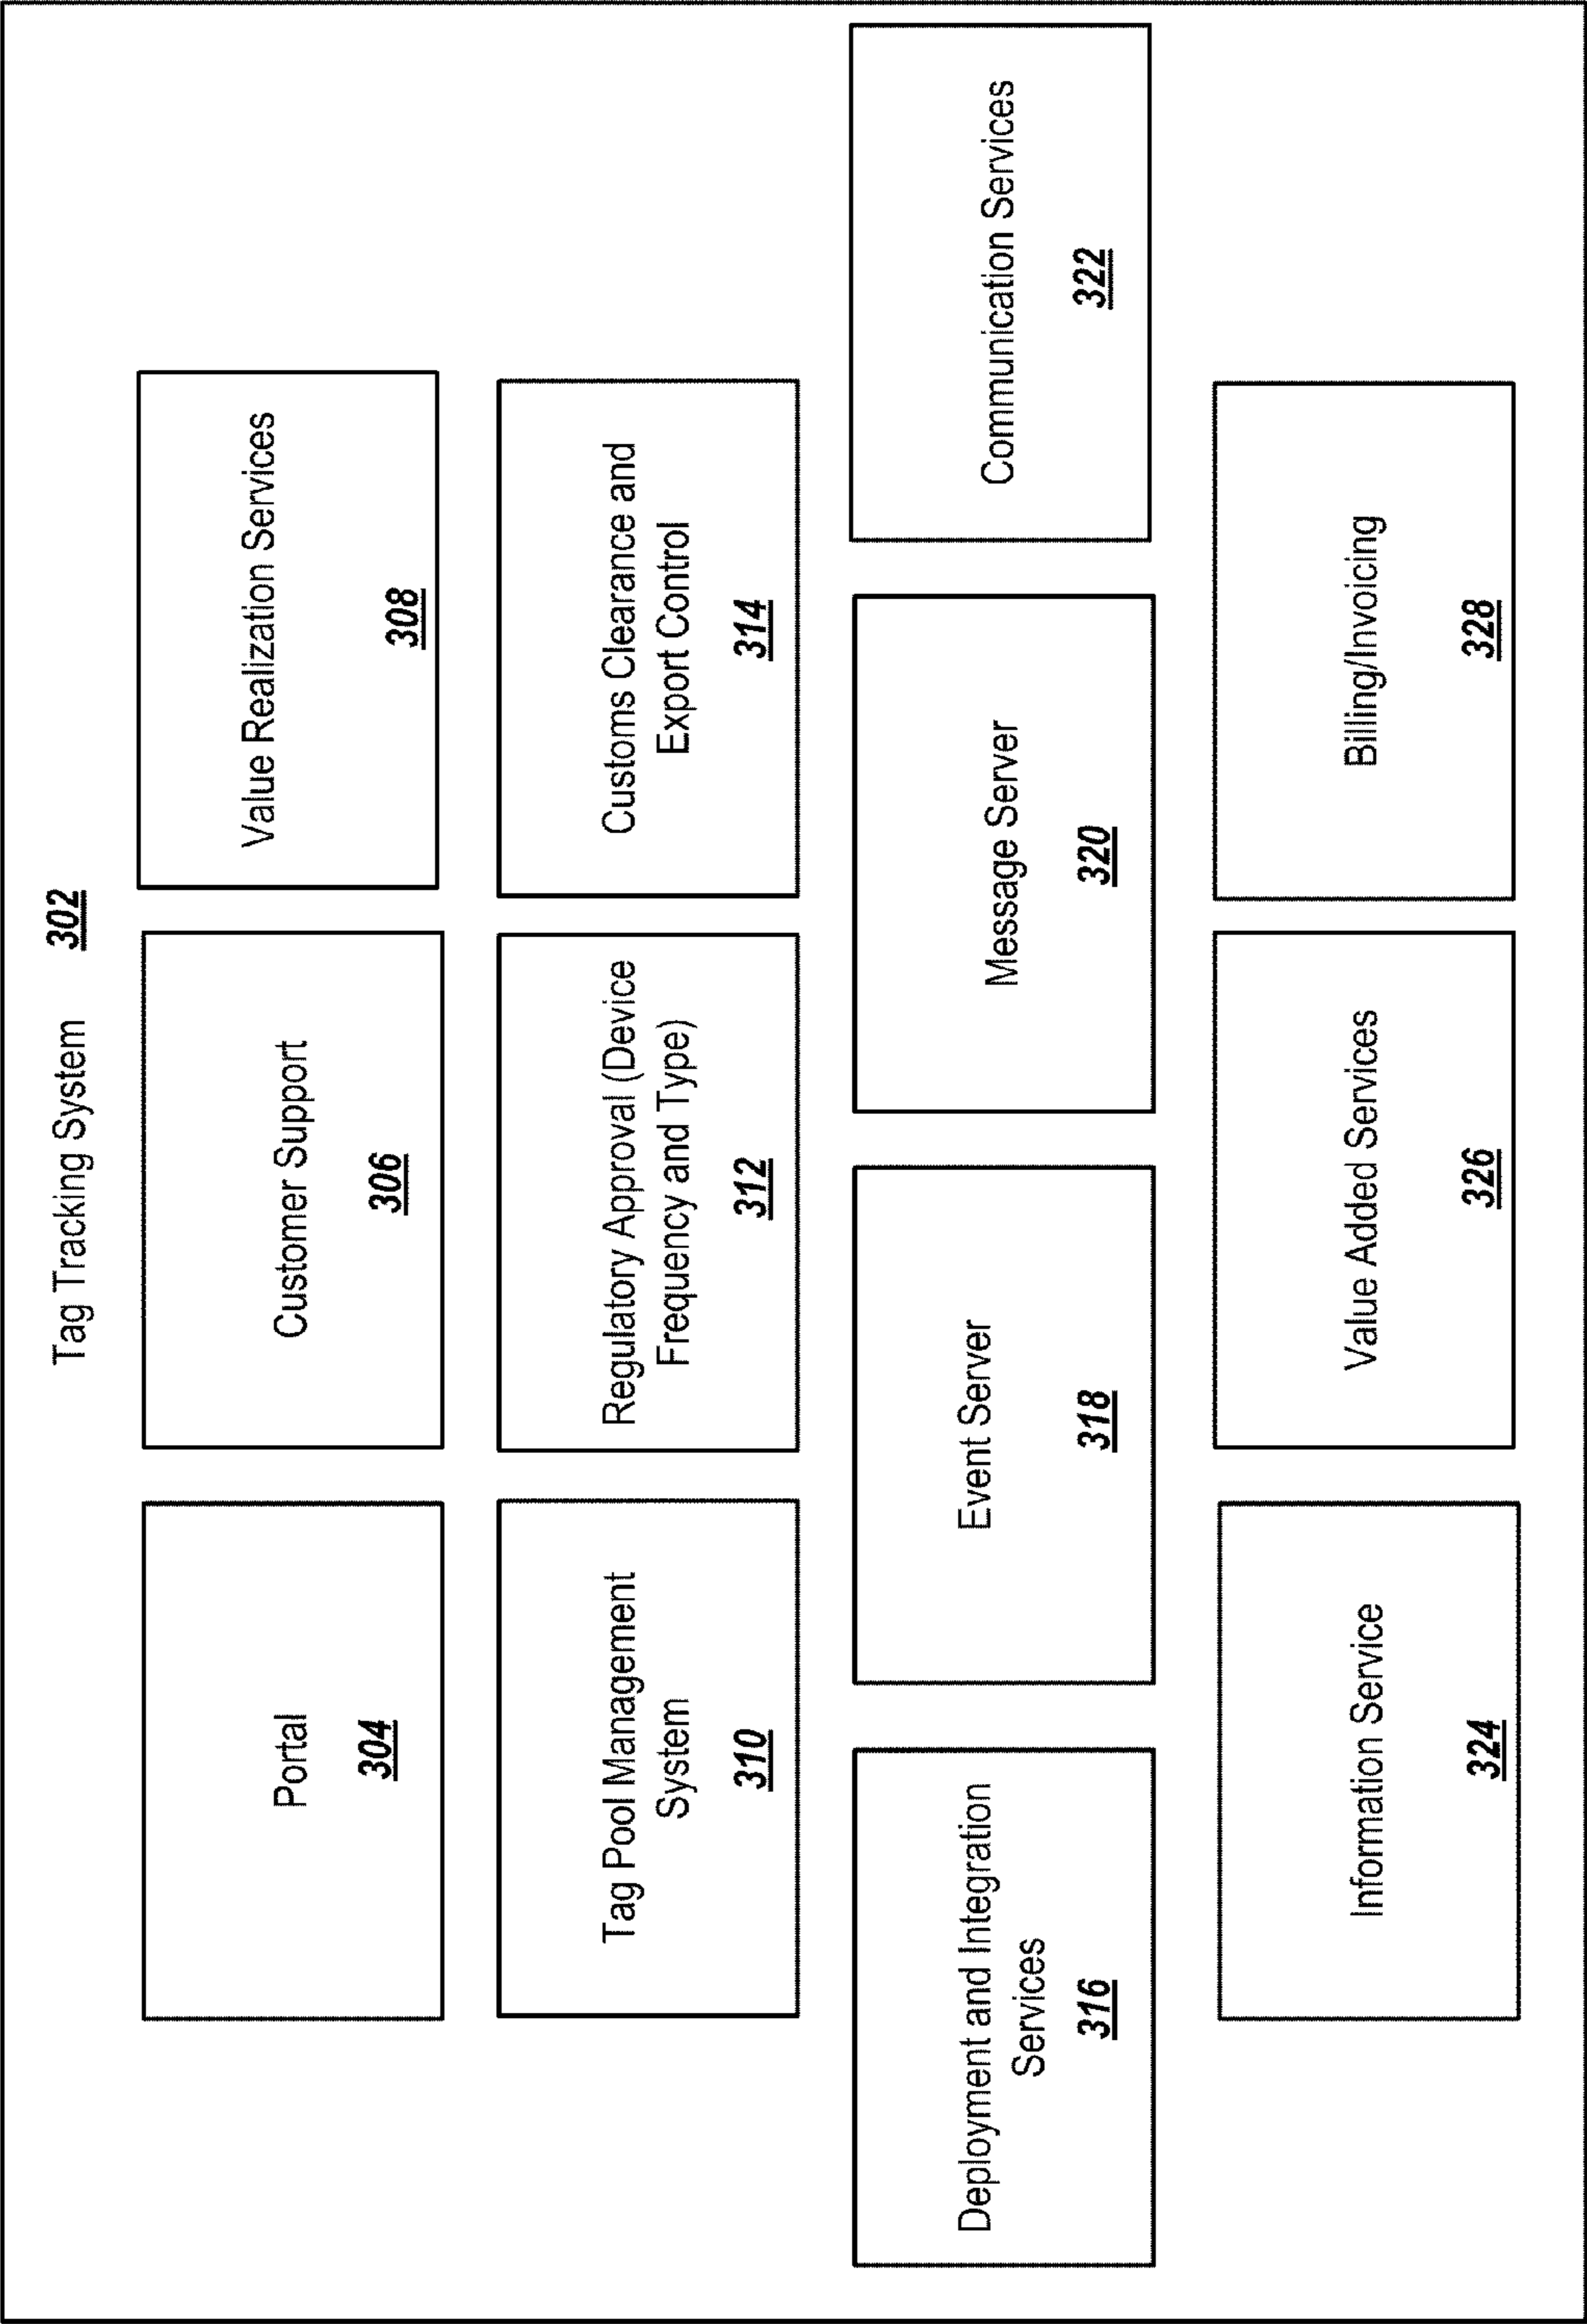 Tag Tracking System 302
Portal
304
Customer Support
306
Value Realization Services
308
Tag Pool Management
System
310
Regulatory Approval (Device
Frequency and Type)
312
Customs Clearance and
Export Control
314
Deployment and Integration
Services
316
Event Server
318
Message Server
320
Communication Services
322
Information Service
324
Value Added Services
326
Billing/Invoicing
328